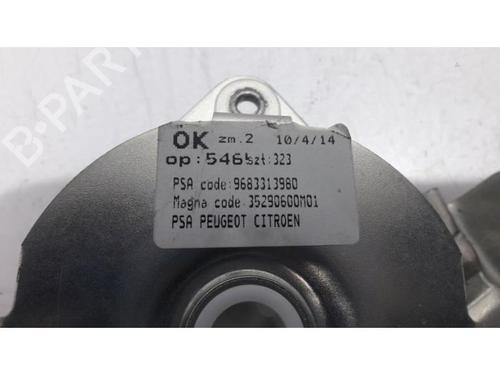 OK zm.2 10/4/14
op:546 szt:323
PSA code:9683313980
Magna code:35290600M01
PSA PEUGEOT CITROEN
B-PARTS